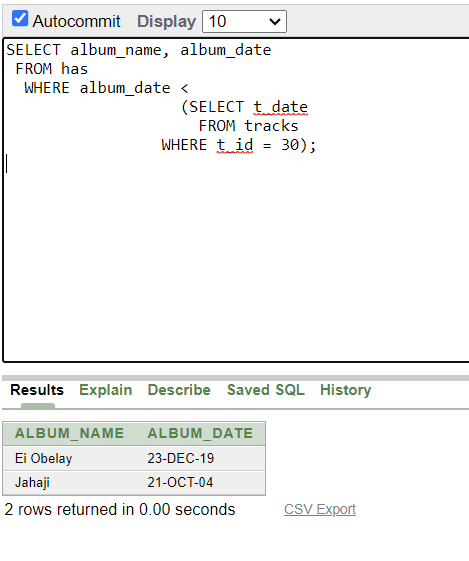 Autocommit Display 10
SELECT album_name, album_date
FROM has
WHERE album_date <
(SELECT t_date
FROM tracks
WHERE t_id = 30);
Results Explain Describe Saved SQL History
ALBUM_NAME ALBUM_DATE
Ei Obelay 23-DEC-19
Jahaji 21-OCT-04
2 rows returned in 0.00 seconds CSV Export